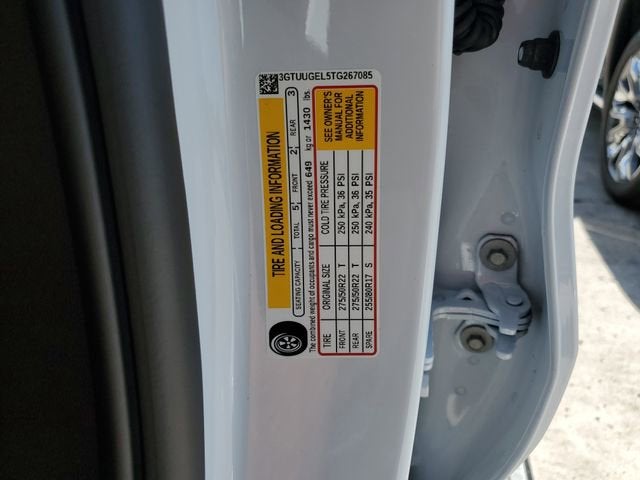 3GTUUGEL5TG267085
TIRE AND LOADING INFORMATION
SEATING CAPACITY TOTAL 5 FRONT 2 REAR 3
The combined weight of occupants and cargo must never exceed 649 kg or 1430 lbs.
TIRE ORIGINAL SIZE COLD TIRE PRESSURE
FRONT 275/50R22 T 250 kPa, 36 PSI
REAR 275/50R22 T 250 kPa, 36 PSI
SPARE 255/80R17 S 240 kPa, 35 PSI
SEE OWNER'S
MANUAL FOR
ADDITIONAL
INFORMATION